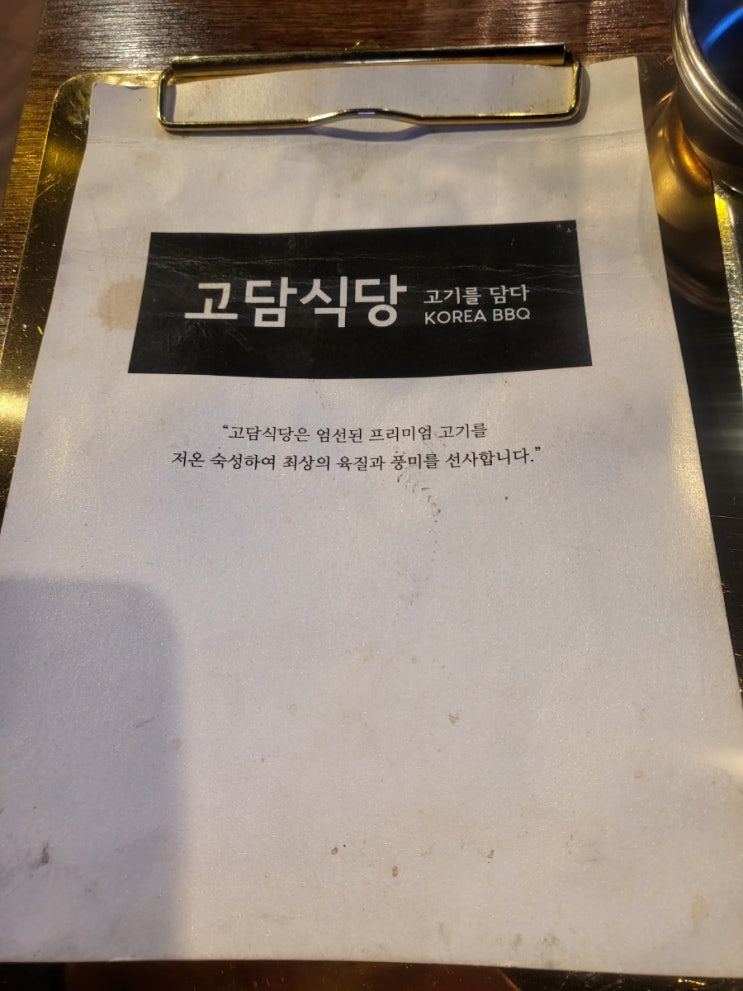 고담식당
고기를 담다
KOREA BBQ
“고담식당은 엄선된 프리미엄 고기를
저온 숙성하여 최상의 육질과 풍미를 선사합니다.”